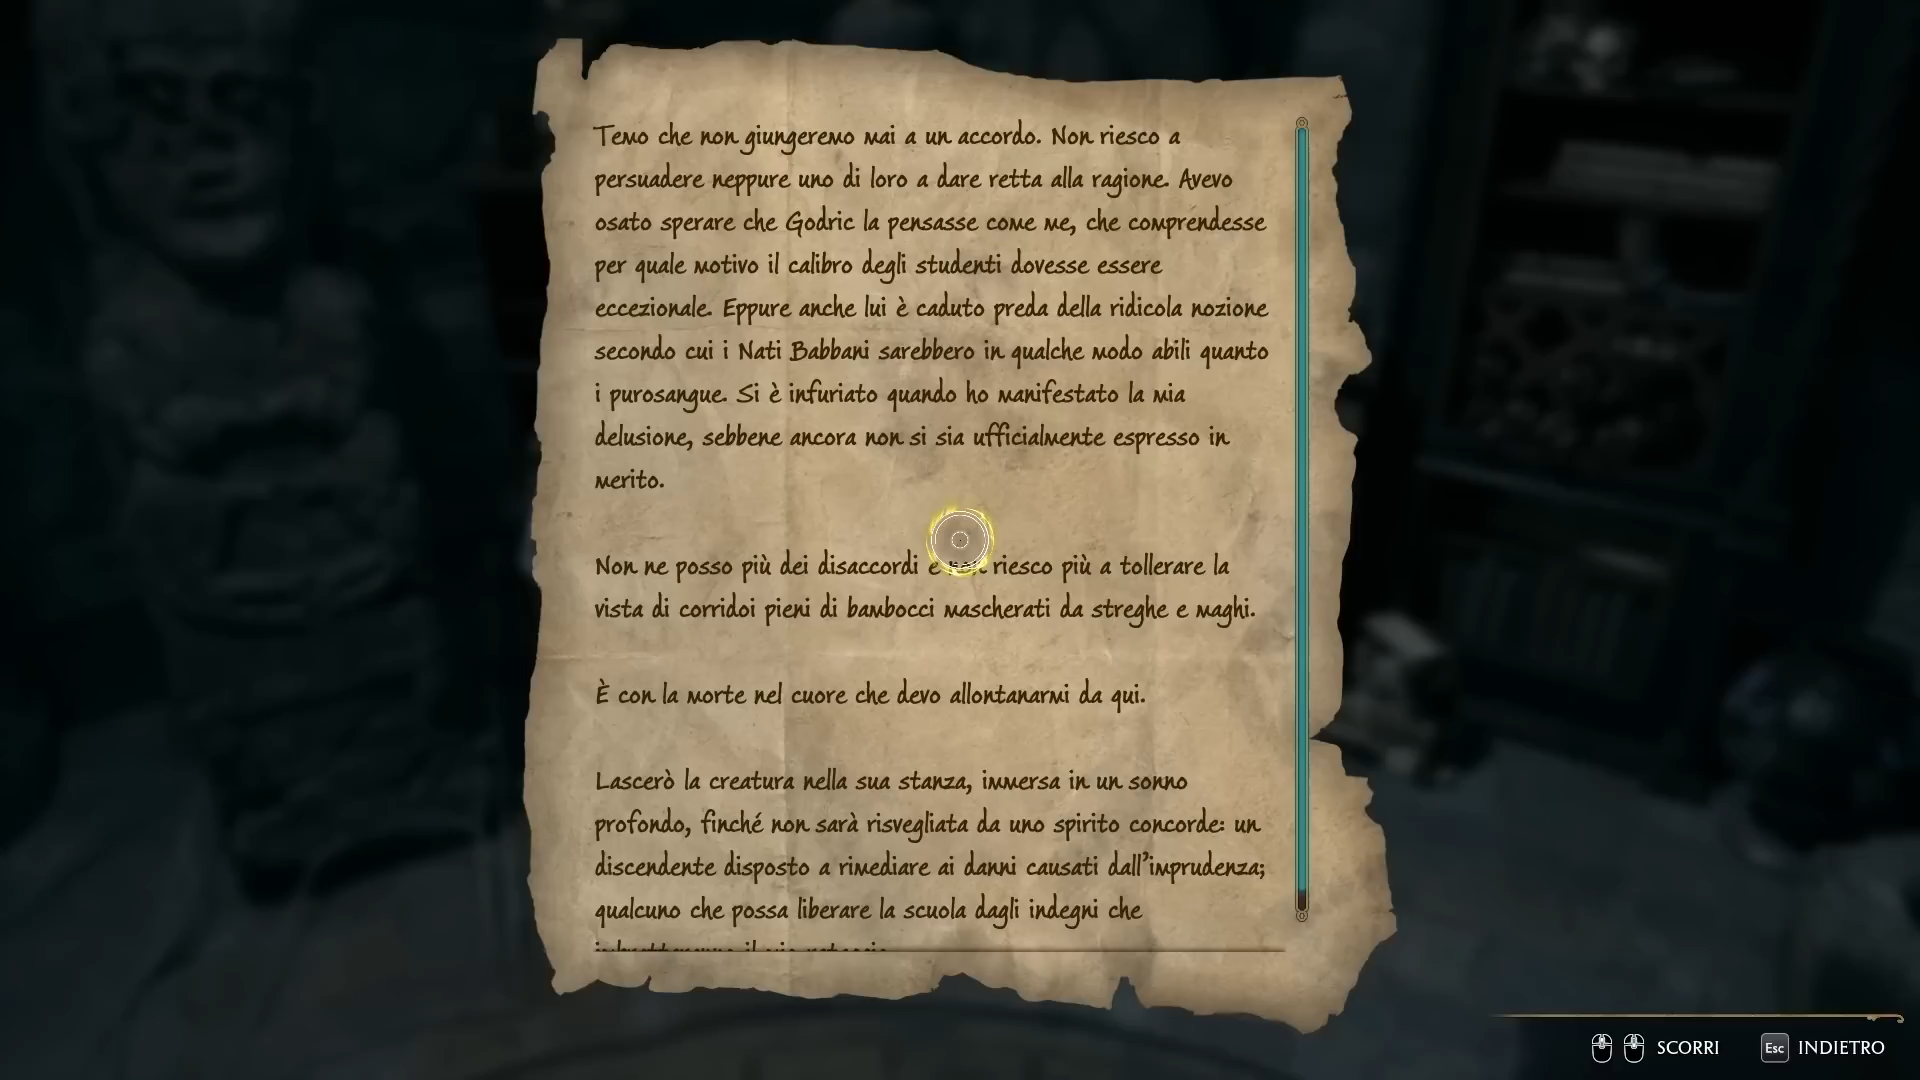 Temo che non giungeremo mai a un accordo. Non riesco a
persuadere neppure uno di loro a dare retta alla ragione. Avevo
osato sperare che Godric la pensasse come me, che comprendesse
per quale motivo il calibro degli studenti dovesse essere
eccezionale. Eppure anche lui è caduto preda della ridicola nozione
secondo cui i Nati Babbani sarebbero in qualche modo abili quanto
i purosangue. Si è infuriato quando ho manifestato la mia
delusione, sebbene ancora non si sia ufficialmente espresso in
merito.
Non ne posso più dei disaccordi e non riesco più a tollerare la
vista di corridoi pieni di bambocci mascherati da streghe e maghi.
È con la morte nel cuore che devo allontanarmi da qui.
Lascerò la creatura nella sua stanza, immersa in un sonno
profondo, finché non sarà risvegliata da uno spirito concorde: un
discendente disposto a rimediare ai danni causati dall'imprudenza;
qualcuno che possa liberare la scuola dagli indegni che
SCORRI
Esc INDIETRO